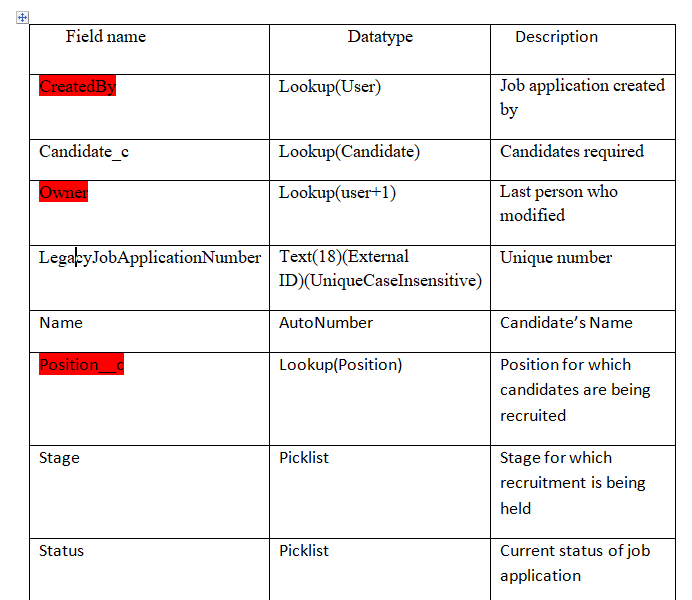 Field name Datatype Description
CreatedBy Lookup(User) Job application created
by
Candidate_c Lookup(Candidate) Candidates required
Owner Lookup(user+1) Last person who
modified
LegacyJobApplicationNumber Text(18)(External Unique number
ID)(UniqueCaseInsensitive)
Name AutoNumber Candidate’s Name
Position__c Lookup(Position) Position for which
candidates are being
recruited
Stage Picklist Stage for which
recruitment is being
held
Status Picklist Current status of job
application